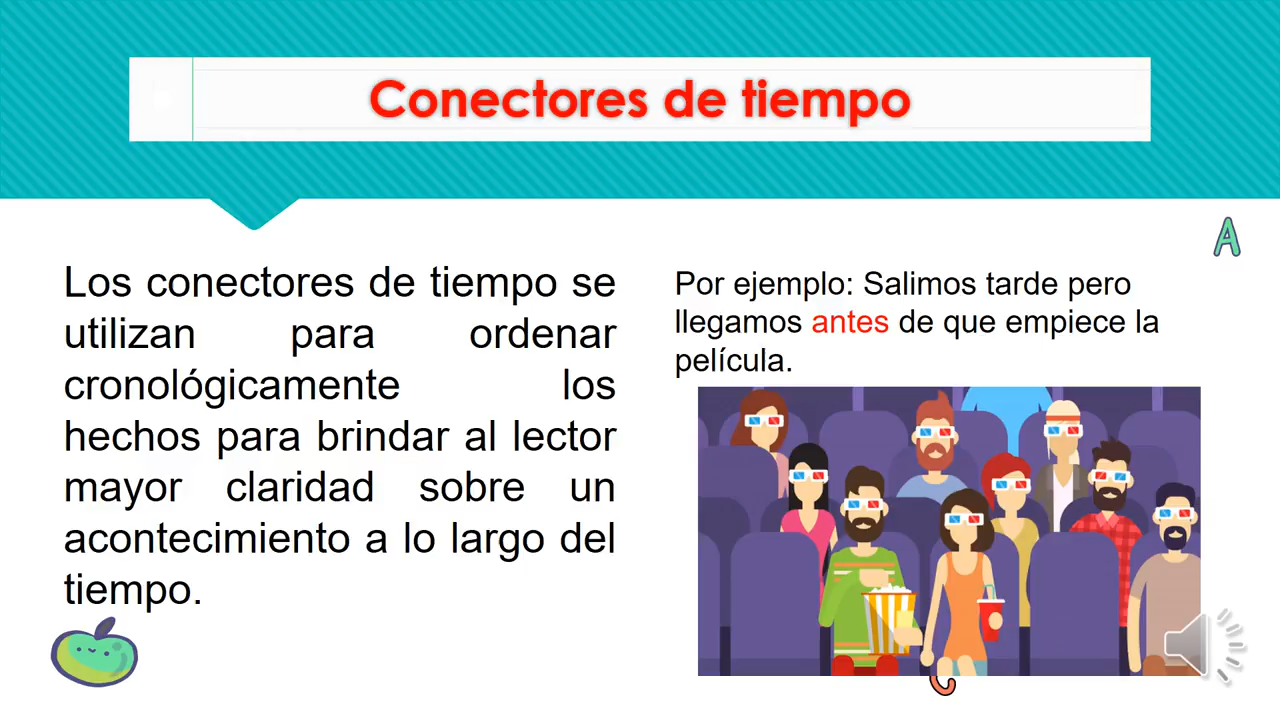 Conectores de tiempo
A
Los conectores de tiempo se
utilizan para ordenar
cronológicamente los
hechos para brindar al lector
mayor claridad sobre un
acontecimiento a lo largo del
tiempo.
Por ejemplo: Salimos tarde pero
llegamos antes de que empiece la
película.